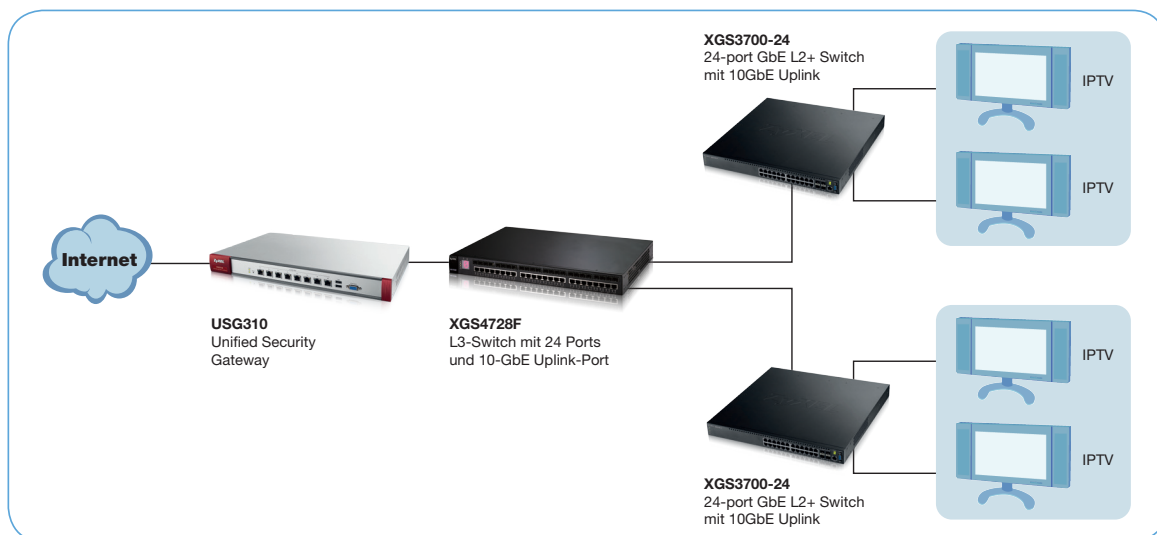 XGS3700-24
24-port GbE L2+ Switch
mit 10GbE Uplink
IPTV
IPTV
Internet
ZyXEL
USG310
Unified Security
Gateway
XGS4728F
L3-Switch mit 24 Ports
und 10-GbE Uplink-Port
IPTV
IPTV
XGS3700-24
24-port GbE L2+ Switch
mit 10GbE Uplink